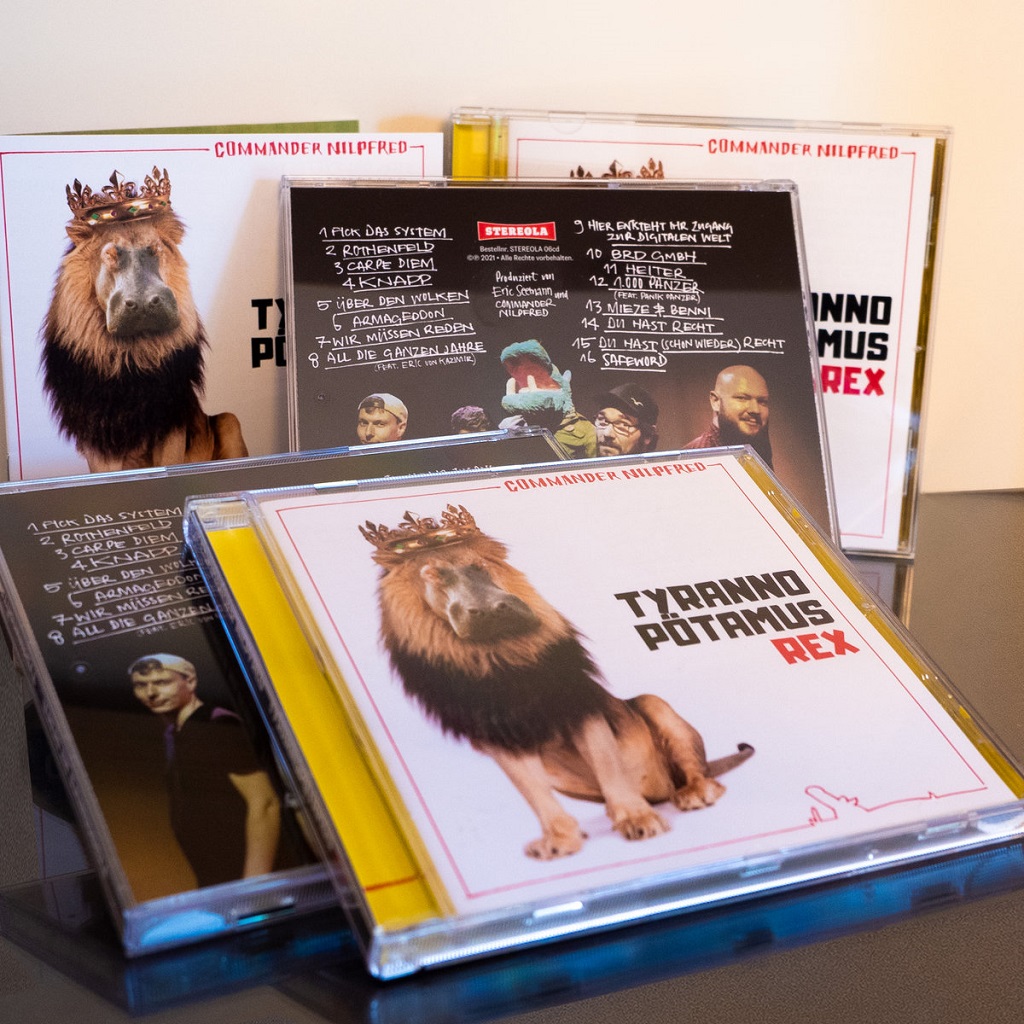 COMMANDER NILPFRED
COMMANDER NILPFRED
1 FICK DAS SYSTEM
2 ROTHENFELD
3 CARPE DIEM
4 KNAPP
5 ÜBER DEN WOLKEN
6 ARMAGEDDON
7 WIR MÜSSEN REDEN
8 ALL DIE GANZEN JAHRE
(FEAT. ERIC VON KAZIMIR)
STEREOLA
Bestellnr. STEREOLA 06cd
©℗ 2021 • Alle Rechte vorbehalten.
Produziert von
Eric Seemann und
COMMANDER
NILPFRED
9 HIER ENTSTEHT IHR ZUGANG
ZUR DIGITALEN WELT
10 BRD GMBH
11 HEITER
12 1.000 PANZER
(FEAT. PANIK PANZER)
13 MIEZE & BENNI
14 DU HAST RECHT
15 DU HAST (SCHON WIEDER) RECHT
16 SAFEWORD
TY
PÖ
ANNO
MUS
REX
1 FICK DAS SYSTEM
2 ROTHENFELD
3 CARPE DIEM
4 KNAPP
5 ÜBER DEN WOLK
6 ARMAGEDDON
7 WIR MÜSSEN RE
8 ALL DIE GANZEN
(FEAT. ERIC VON
COMMANDER NILPFRED
TYRANNO
PÖTAMUS
REX